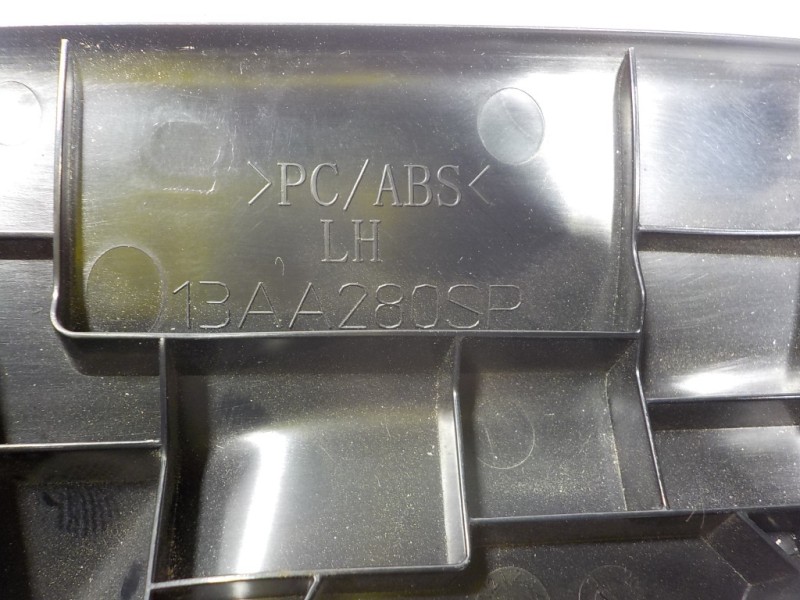 >PC/ABS<
LH
13AA280SP